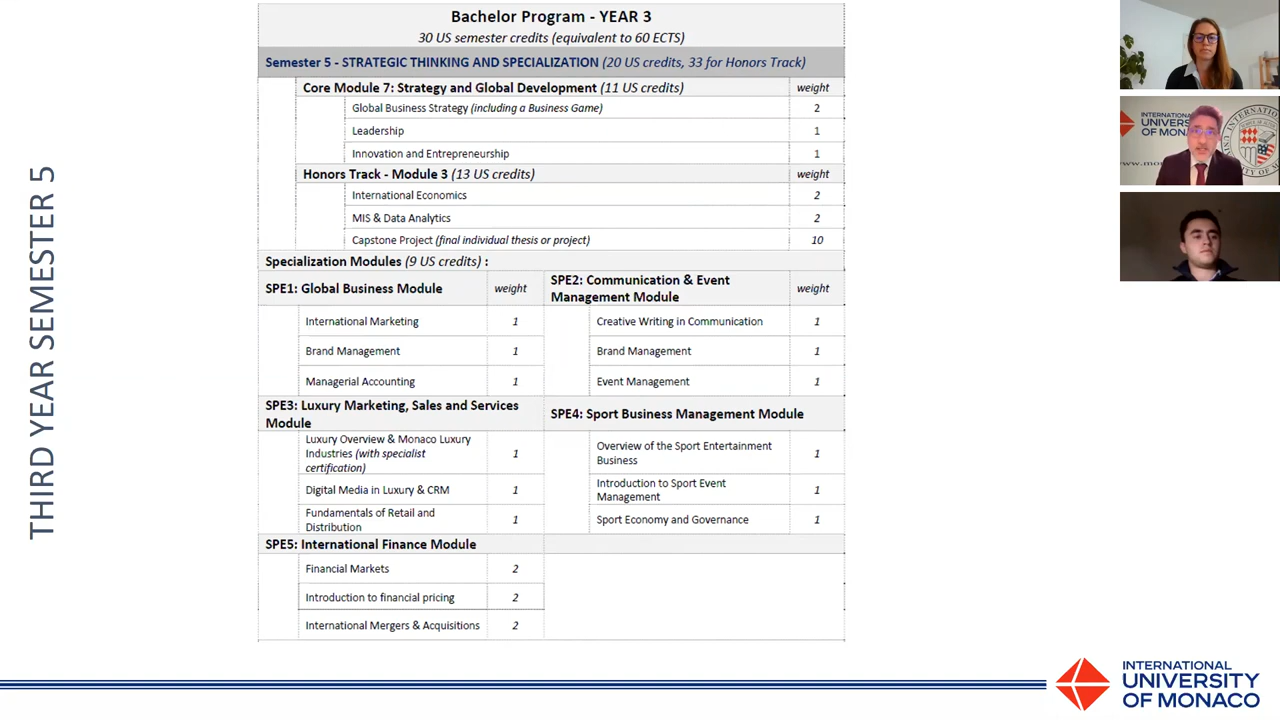 THIRD YEAR SEMESTER 5
Bachelor Program - YEAR 3
30 US semester credits (equivalent to 60 ECTS)
Semester 5 - STRATEGIC THINKING AND SPECIALIZATION (20 US credits, 33 for Honors Track)
Core Module 7: Strategy and Global Development (11 US credits) weight
Global Business Strategy (including a Business Game) 2
Leadership 1
Innovation and Entrepreneurship 1
Honors Track - Module 3 (13 US credits) weight
International Economics 2
MIS & Data Analytics 2
Capstone Project (final individual thesis or project) 10
Specialization Modules (9 US credits) :
SPE1: Global Business Module weight
International Marketing 1
Brand Management 1
Managerial Accounting 1
SPE2: Communication & Event
Management Module weight
Creative Writing in Communication 1
Brand Management 1
Event Management 1
SPE3: Luxury Marketing, Sales and Services
Module
Luxury Overview & Monaco Luxury
Industries (with specialist 1
certification)
Digital Media in Luxury & CRM 1
Fundamentals of Retail and
Distribution 1
SPE4: Sport Business Management Module
Overview of the Sport Entertainment
Business 1
Introduction to Sport Event
Management 1
Sport Economy and Governance 1
SPE5: International Finance Module
Financial Markets 2
Introduction to financial pricing 2
International Mergers & Acquisitions 2
INTERNATIONAL
UNIVERSITY
OF MONACO